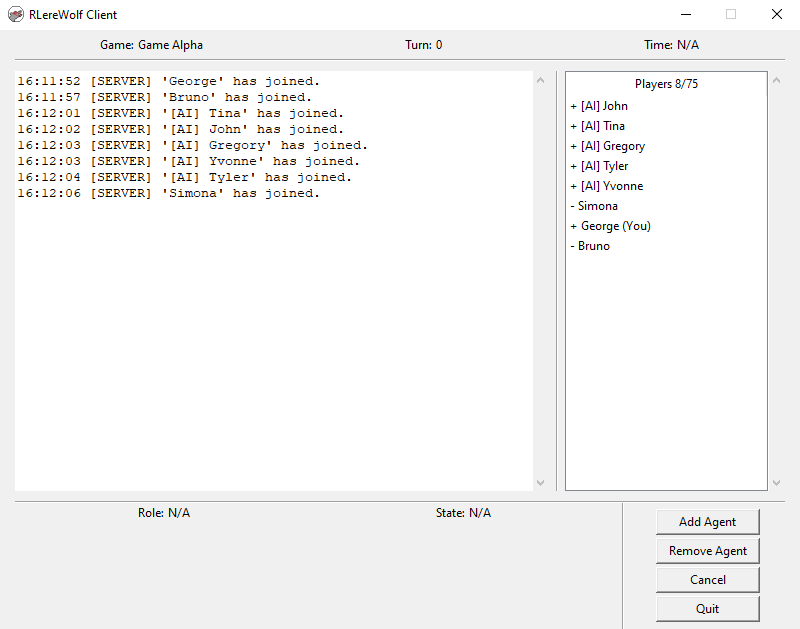 RLereWolf Client
Game: Game Alpha
Turn: 0
Time: N/A
16:11:52 [SERVER] 'George' has joined.
16:11:57 [SERVER] 'Bruno' has joined.
16:12:01 [SERVER] '[AI] Tina' has joined.
16:12:02 [SERVER] '[AI] John' has joined.
16:12:03 [SERVER] '[AI] Gregory' has joined.
16:12:03 [SERVER] '[AI] Yvonne' has joined.
16:12:04 [SERVER] '[AI] Tyler' has joined.
16:12:06 [SERVER] 'Simona' has joined.
Players 8/75
+ [AI] John
+ [AI] Tina
+ [AI] Gregory
+ [AI] Tyler
+ [AI] Yvonne
- Simona
+ George (You)
- Bruno
Role: N/A
State: N/A
Add Agent
Remove Agent
Cancel
Quit